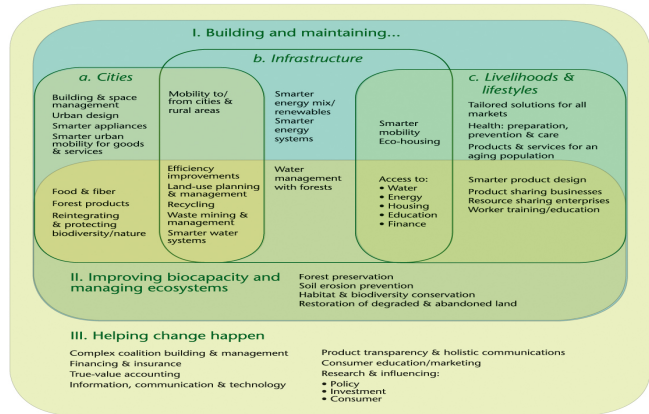 I. Building and maintaining...
b. Infrastructure
a. Cities
Building & space
management
Urban design
Smarter appliances
Smarter urban
mobility for goods
& services
Mobility to/
from cities &
rural areas
Smarter
energy mix/
renewables
Smarter
energy
systems
Smarter
mobility
Eco-housing
c. Livelihoods &
lifestyles
Tailored solutions for all
markets
Health: preparation,
prevention & care
Products & services for an
aging population
Food & fiber
Forest products
Reintegrating
& protecting
biodiversity/nature
Efficiency
improvements
Land-use planning
& management
Recycling
Waste mining &
management
Smarter water
systems
Water
management
with forests
Access to:
• Water
• Energy
• Housing
• Education
• Finance
Smarter product design
Product sharing businesses
Resource sharing enterprises
Worker training/education
II. Improving biocapacity and
managing ecosystems
Forest preservation
Soil erosion prevention
Habitat & biodiversity conservation
Restoration of degraded & abandoned land
III. Helping change happen
Complex coalition building & management
Financing & insurance
True-value accounting
Information, communication & technology
Product transparency & holistic communications
Consumer education/marketing
Research & influencing:
• Policy
• Investment
• Consumer